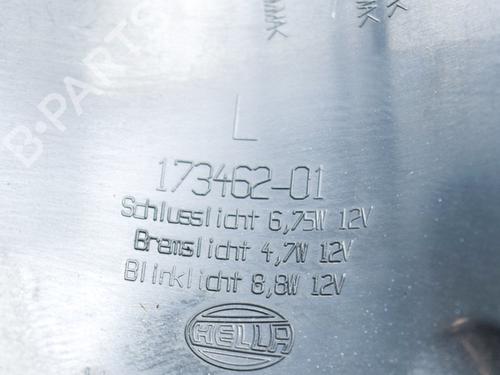 B-PARTS
L
173462-01
Schlusslicht 6,75W 12V
Bremslicht 4,7W 12V
Blinklicht 8,8W 12V
HELLA